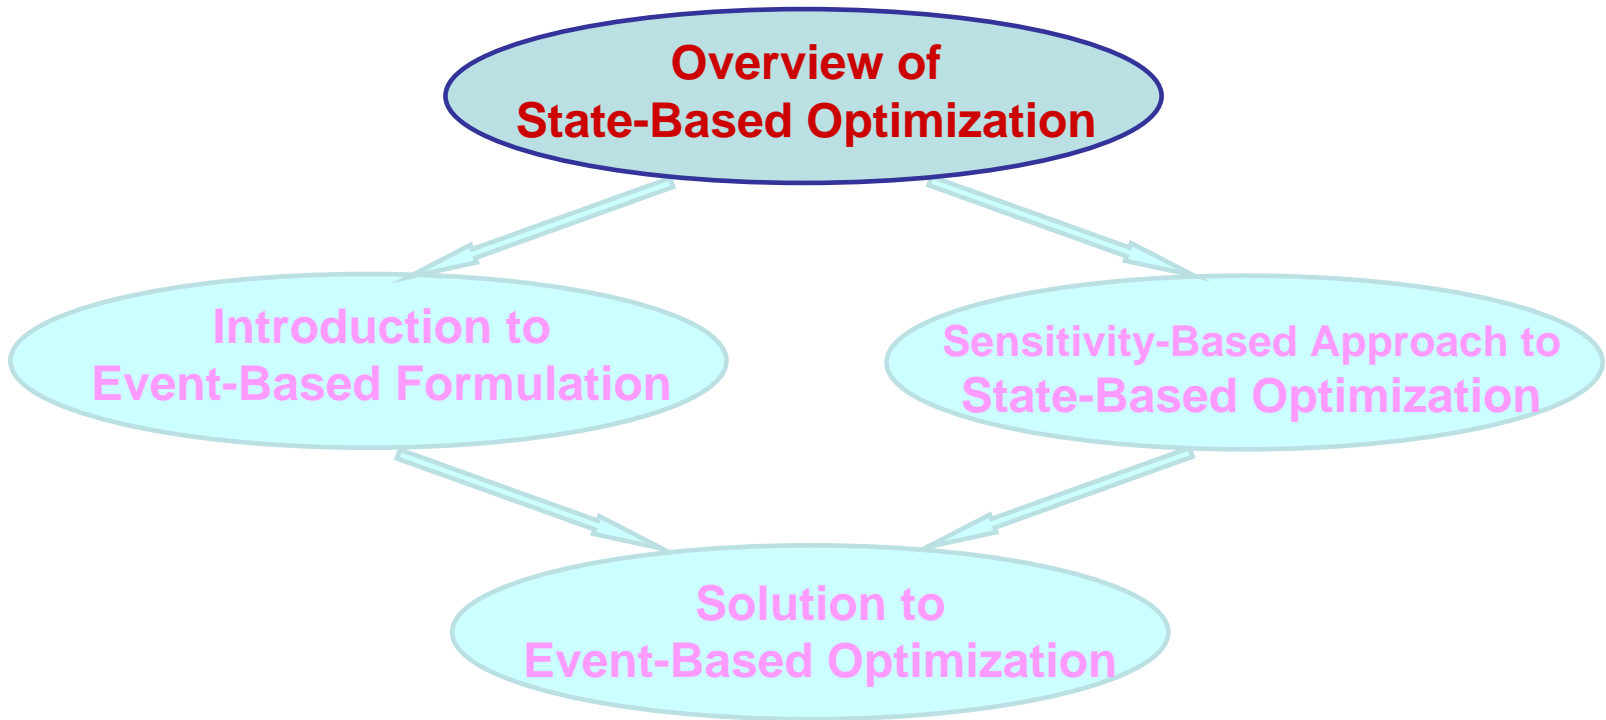 Overview of
State-Based Optimization
Introduction to
Event-Based Formulation
Sensitivity-Based Approach to
State-Based Optimization
Solution to
Event-Based Optimization